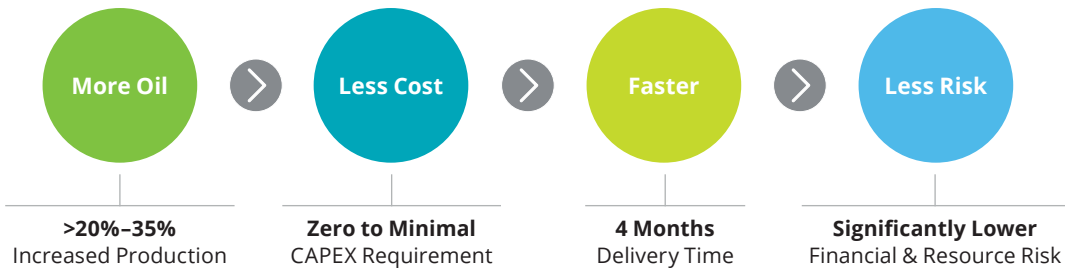 More Oil
Less Cost
Faster
Less Risk
>20%–35%
Increased Production
Zero to Minimal
CAPEX Requirement
4 Months
Delivery Time
Significantly Lower
Financial & Resource Risk